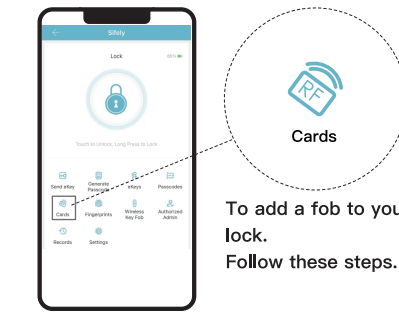 Sifely
Lock
Touch to Unlock, Long Press to Lock
Send eKey
Generate
Passcode
eKeys
Passcodes
Cards
Fingerprints
Wireless
Key Fob
Authorized
Admin
Records
Settings
RF
Cards
To add a fob to you
lock.
Follow these steps.